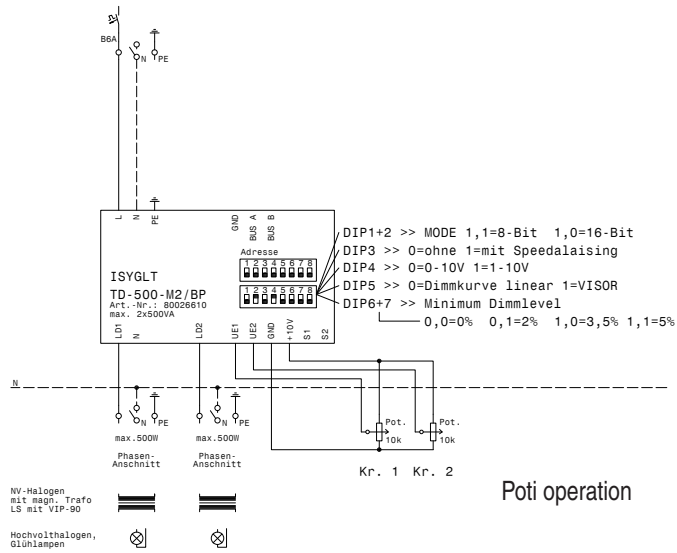 B6A
N
PE
L
N
PE
GND
BUS A
BUS B
Adresse
1 2 3 4 5 6 7 8
1 2 3 4 5 6 7 8
DIP1+2 >> MODE 1,1=8-Bit 1,0=16-Bit
DIP3 >> 0=ohne 1=mit Speedalaising
DIP4 >> 0=0-10V 1=1-10V
DIP5 >> 0=Dimmkurve linear 1=VISOR
DIP6+7 >> Minimum Dimmlevel
0,0=0% 0,1=2% 1,0=3,5% 1,1=5%
ISYGLT
TD-500-M2/BP
Art.-Nr.: 80026610
max. 2x500VA
LD1
N
LD2
UE1
UE2
GND
+10V
S1
S2
N
N
PE
N
PE
max.500W
max.500W
Phasen-
Anschnitt
Phasen-
Anschnitt
Pot.
10k
Pot.
10k
Kr. 1
Kr. 2
Poti operation
NV-Halogen
mit magn. Trafo
LS mit VIP-90
Hochvolthalogen,
Glühlampen